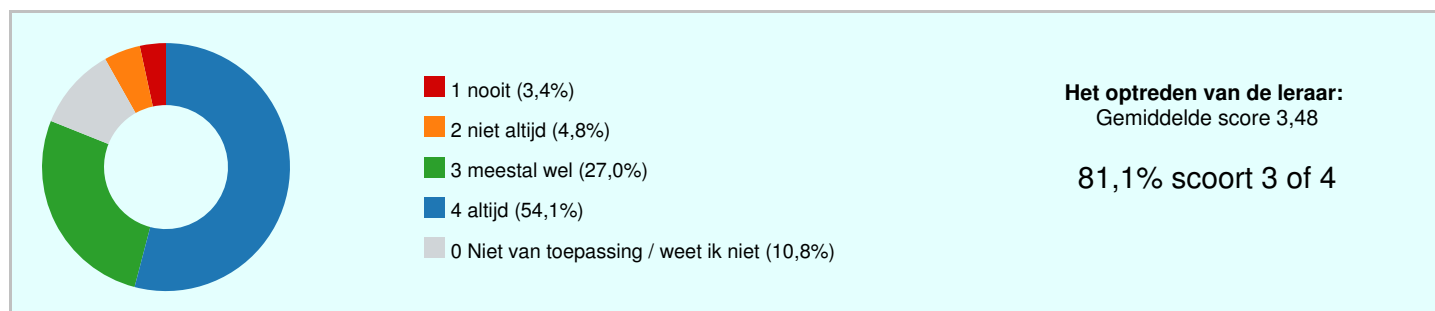 1 nooit (3,4%)
2 niet altijd (4,8%)
3 meestal wel (27,0%)
4 altijd (54,1%)
0 Niet van toepassing / weet ik niet (10,8%)
Het optreden van de leraar:
Gemiddelde score 3,48
81,1% scoort 3 of 4